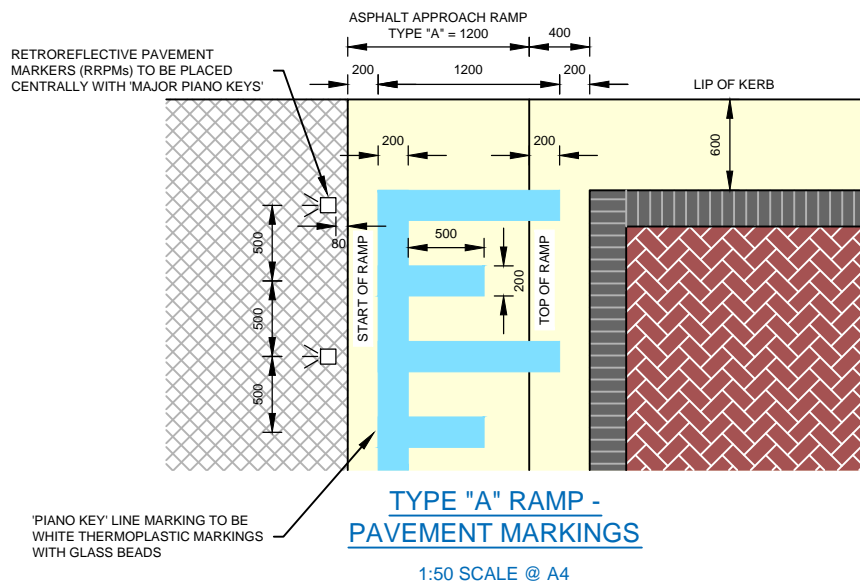 ASPHALT APPROACH RAMP
TYPE "A" = 1200
400
RETROREFLECTIVE PAVEMENT
MARKERS (RRPMs) TO BE PLACED
CENTRALLY WITH 'MAJOR PIANO KEYS'
200
1200
200
LIP OF KERB
200
200
600
80
500
500
500
500
200
START OF RAMP
TOP OF RAMP
'PIANO KEY' LINE MARKING TO BE
WHITE THERMOPLASTIC MARKINGS
WITH GLASS BEADS
TYPE "A" RAMP -
PAVEMENT MARKINGS
1:50 SCALE @ A4